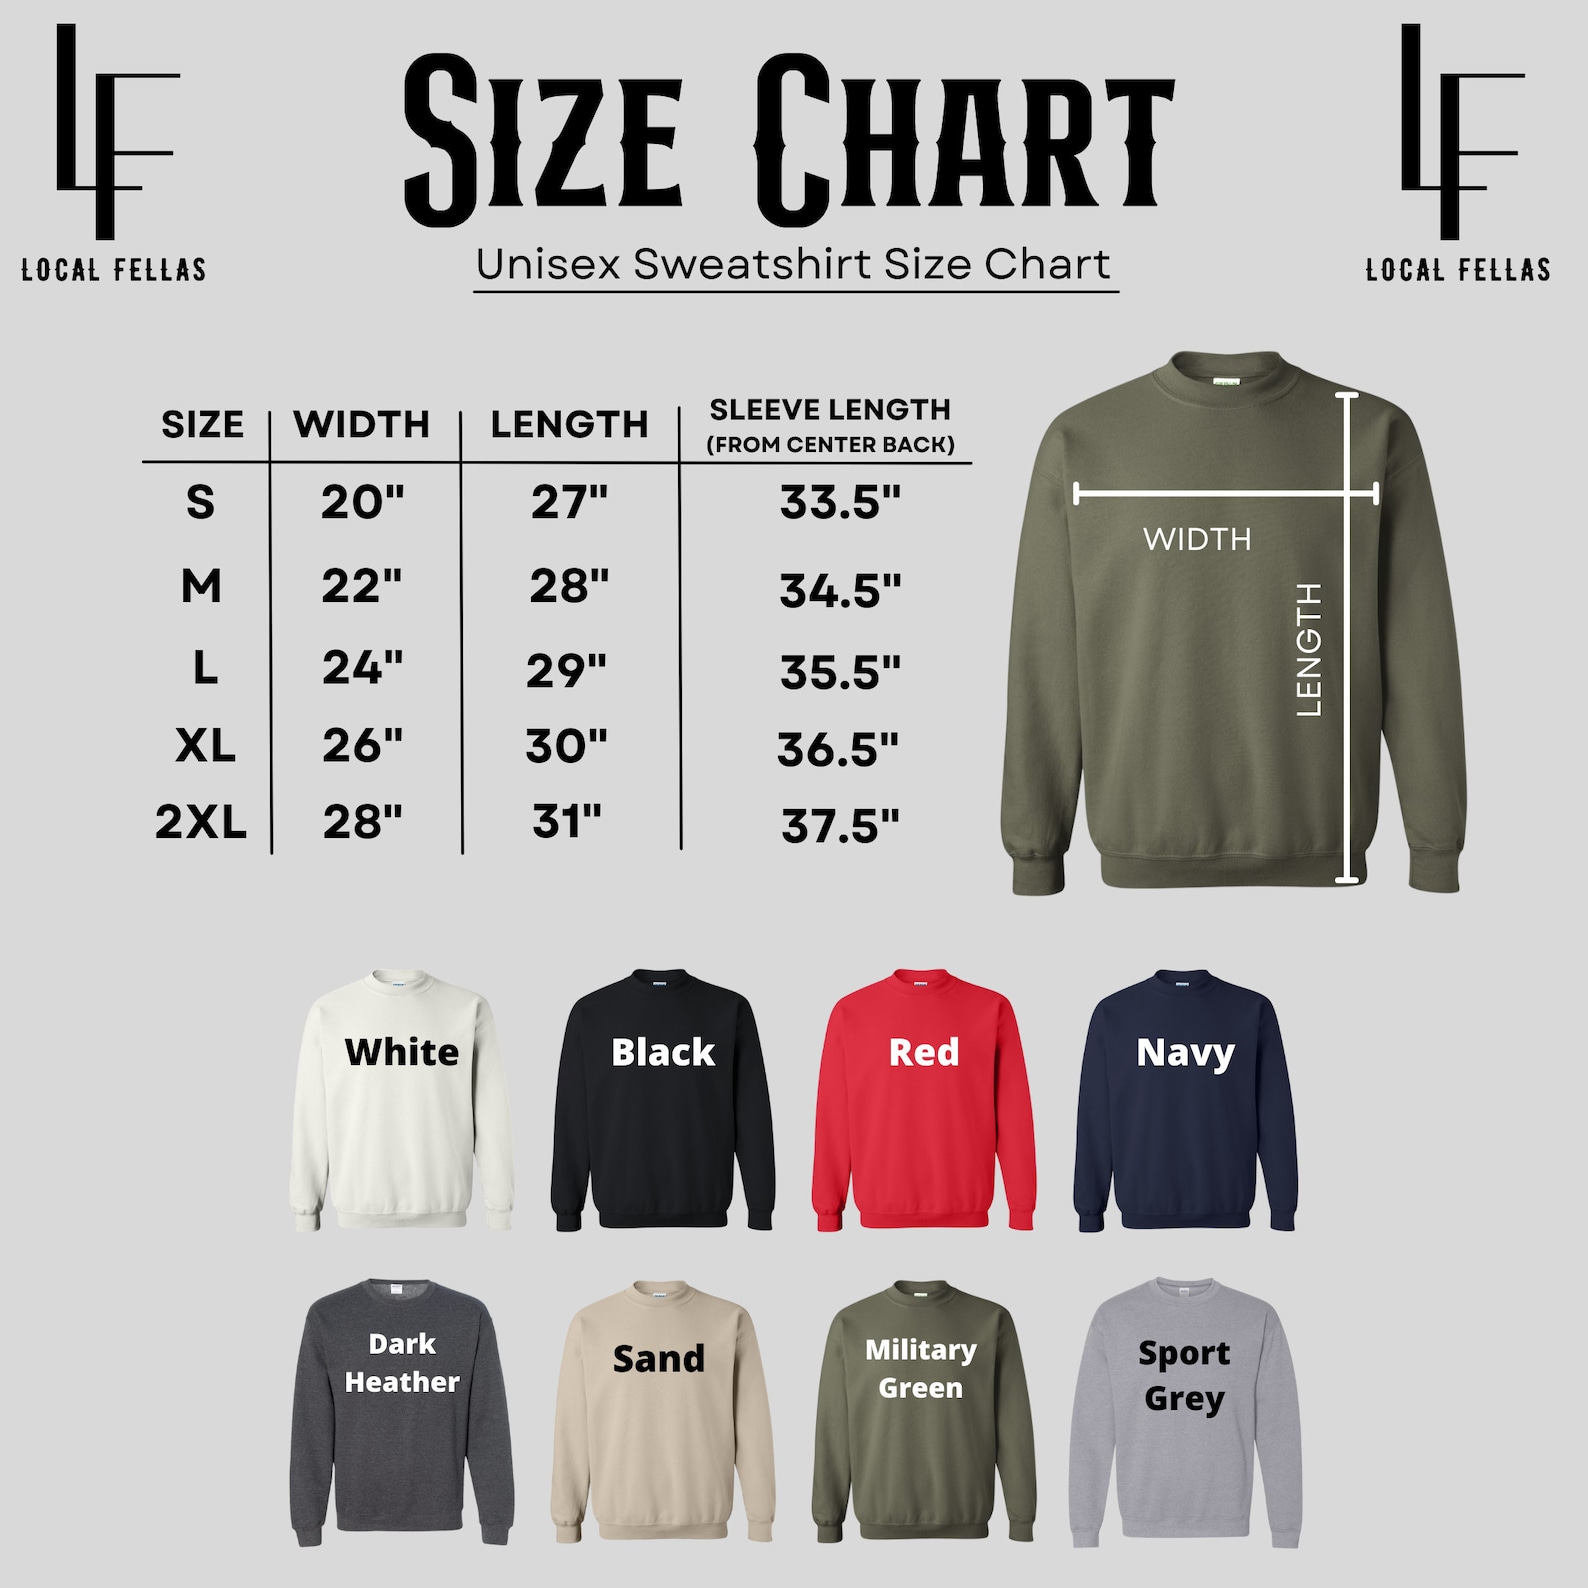 SIZE CHART
Unisex Sweatshirt Size Chart
LF
LOCAL FELLAS
LF
LOCAL FELLAS
SIZE WIDTH LENGTH SLEEVE LENGTH
(FROM CENTER BACK)
S 20" 27" 33.5"
M 22" 28" 34.5"
L 24" 29" 35.5"
XL 26" 30" 36.5"
2XL 28" 31" 37.5"
WIDTH
LENGTH
White Black Red Navy
Dark
Heather
Sand
Military
Green
Sport
Grey